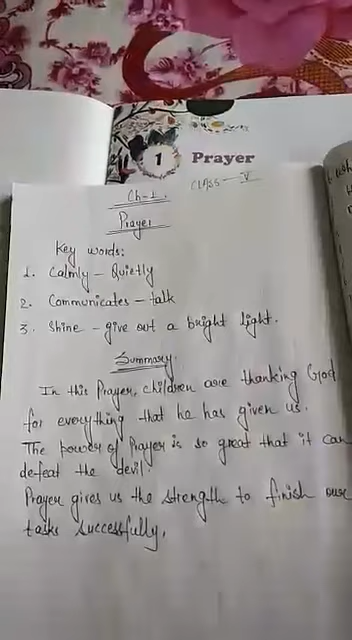 1 Prayer
CLASS - V
Ch-1.
Prayer
Key words:
1. Calmly - Quietly
2. Communicates - talk
3. Shine - give out a bright light.
Summary.
In this Prayer, children are thanking God
for everything that he has given us.
The power of Prayer is so great that it can
defeat the devil
Prayer gives us the strength to finish our
tasks successfully.